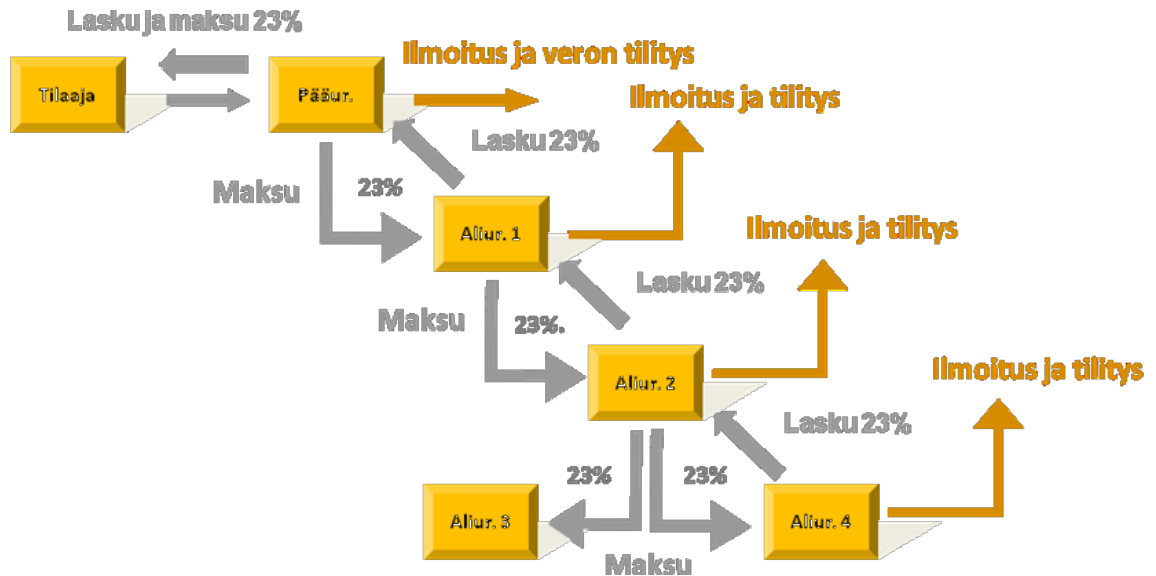 Lasku ja maksu 23%
Ilmoitus ja veron tilitys
Tilaaja
Pääur.
Ilmoitus ja tilitys
Lasku 23%
Maksu
23%
Aliur. 1
Ilmoitus ja tilitys
Lasku 23%
Maksu
23%.
Aliur. 2
Ilmoitus ja tilitys
Lasku 23%
23%
23%
Aliur. 3
Aliur. 4
Maksu